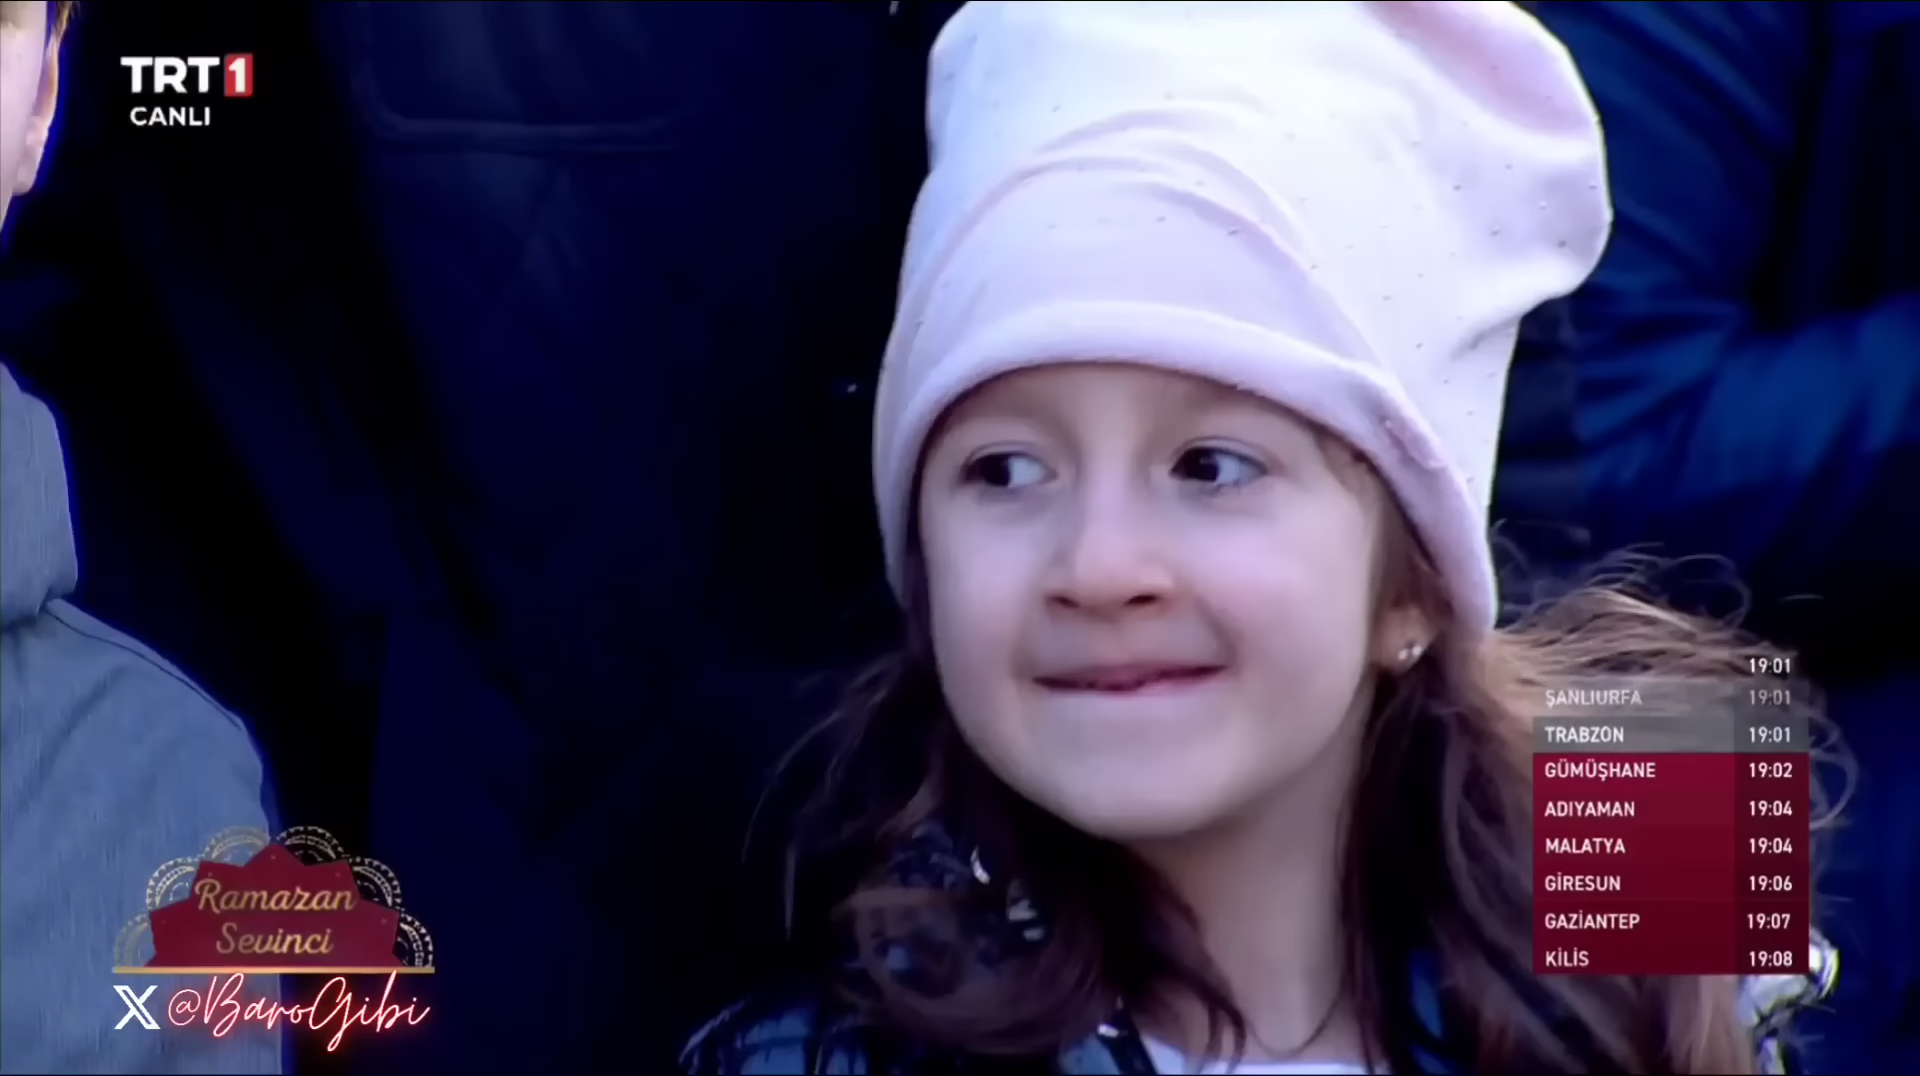 TRT1
CANLI
19:01
ŞANLIURFA 19:01
TRABZON 19:01
GÜMÜŞHANE 19:02
ADIYAMAN 19:04
MALATYA 19:04
GİRESUN 19:06
GAZİANTEP 19:07
KİLİS 19:08
Ramazan
Sevinci
X @BaroGibi